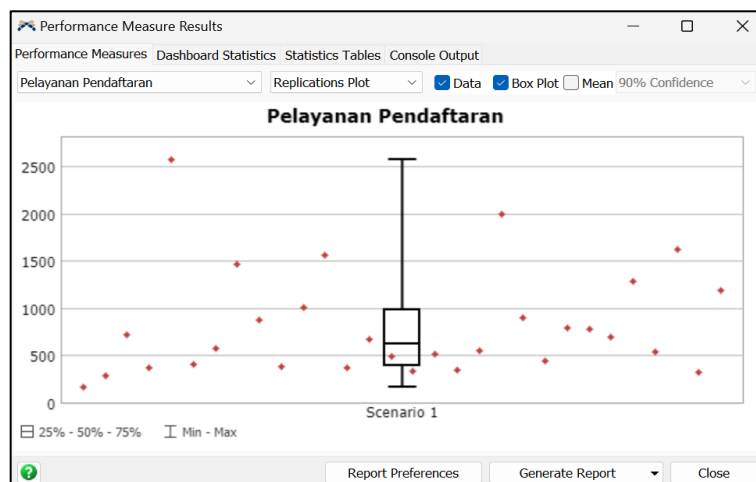 Performance Measure Results
Performance Measures Dashboard Statistics Statistics Tables Console Output
Pelayanan Pendaftaran Replications Plot Data Box Plot Mean 90% Confidence
Pelayanan Pendaftaran
2500
2000
1500
1000
500
0
Scenario 1
25% - 50% - 75% Min - Max
Report Preferences Generate Report Close